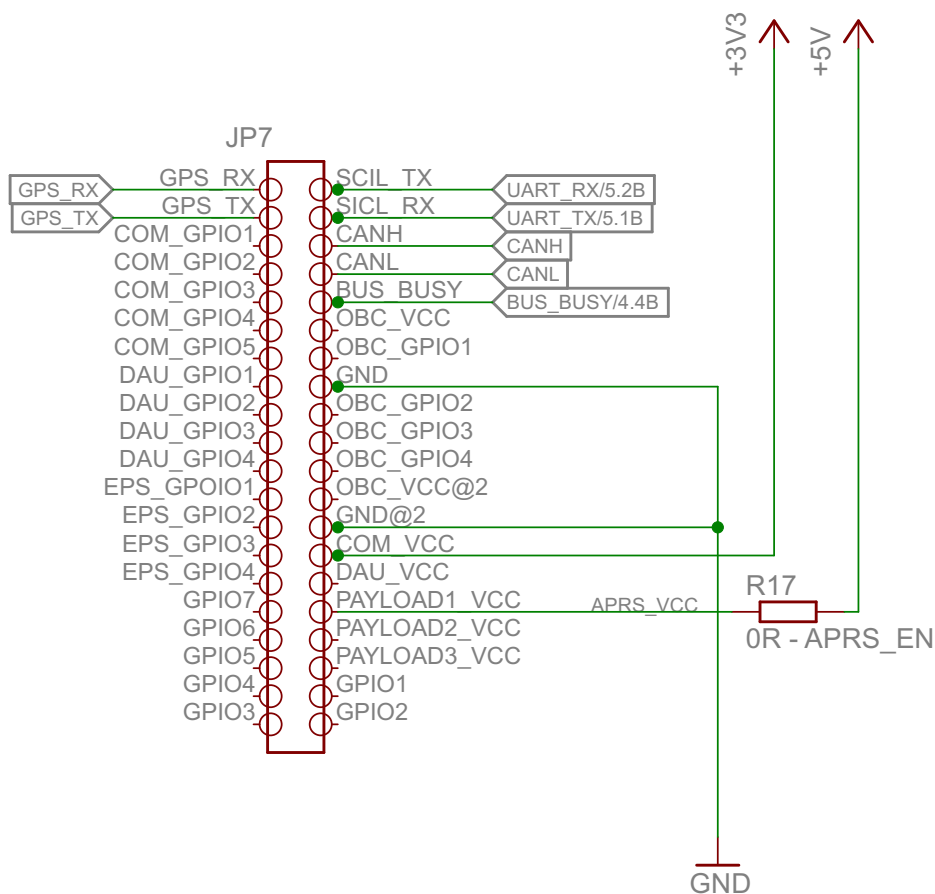 +3V3 +5V
JP7
GPS_RX GPS_RX SCIL_TX UART_RX/5.2B
GPS_TX GPS_TX SICL_RX UART_TX/5.1B
COM_GPIO1 CANH CANH
COM_GPIO2 CANL CANL
COM_GPIO3 BUS_BUSY BUS_BUSY/4.4B
COM_GPIO4 OBC_VCC
COM_GPIO5 OBC_GPIO1
DAU_GPIO1 GND
DAU_GPIO2 OBC_GPIO2
DAU_GPIO3 OBC_GPIO3
DAU_GPIO4 OBC_GPIO4
EPS_GPOIO1 OBC_VCC@2
EPS_GPIO2 GND@2
EPS_GPIO3 COM_VCC
EPS_GPIO4 DAU_VCC
GPIO7 PAYLOAD1_VCC APRS_VCC R17
GPIO6 PAYLOAD2_VCC 0R - APRS_EN
GPIO5 PAYLOAD3_VCC
GPIO4 GPIO1
GPIO3 GPIO2
GND